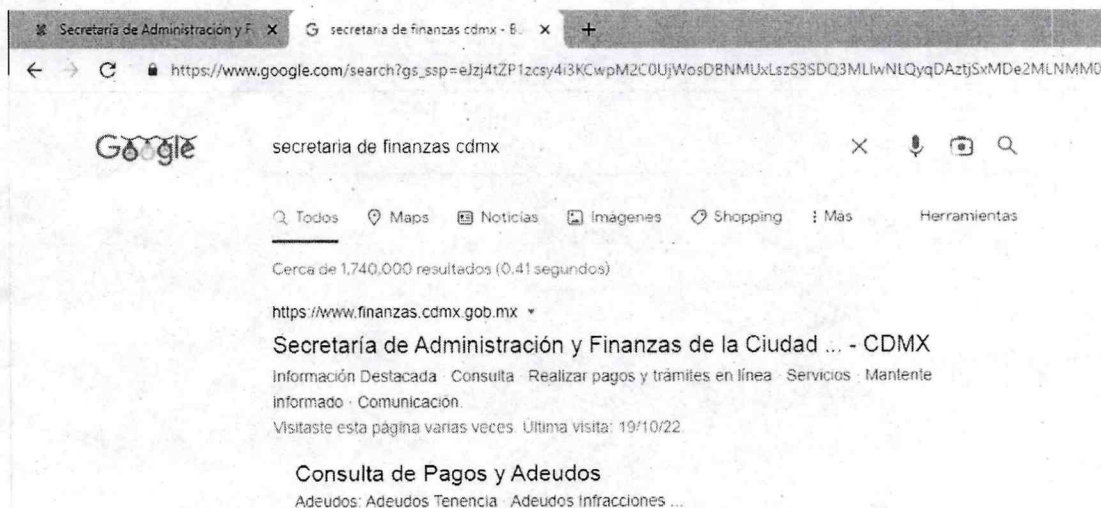 Secretaría de Administración y F
secretaria de finanzas cdmx - B
https://www.google.com/search?gs_ssp=
Google
secretaria de finanzas cdmx
Todos Maps Noticias Imágenes Shopping Más Herramientas
Cerca de 1,740,000 resultados (0.41 segundos)
https://www.finanzas.cdmx.gob.mx
Secretaría de Administración y Finanzas de la Ciudad ... - CDMX
Información Destacada · Consulta · Realizar pagos y trámites en línea · Servicios · Mantente
informado · Comunicación.
Visitaste esta página varias veces. Última visita: 19/10/22
Consulta de Pagos y Adeudos
Adeudos: Adeudos Tenencia · Adeudos Infracciones ...